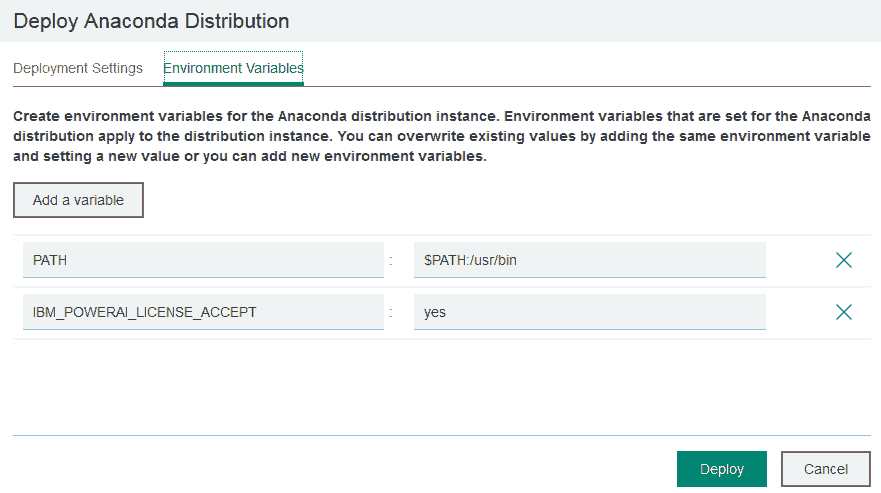 Deploy Anaconda Distribution
Deployment Settings Environment Variables
Create environment variables for the Anaconda distribution instance. Environment variables that are set for the Anaconda
distribution apply to the distribution instance. You can overwrite existing values by adding the same environment variable
and setting a new value or you can add new environment variables.
Add a variable
PATH : $PATH:/usr/bin
IBM_POWERAI_LICENSE_ACCEPT : yes
Deploy Cancel